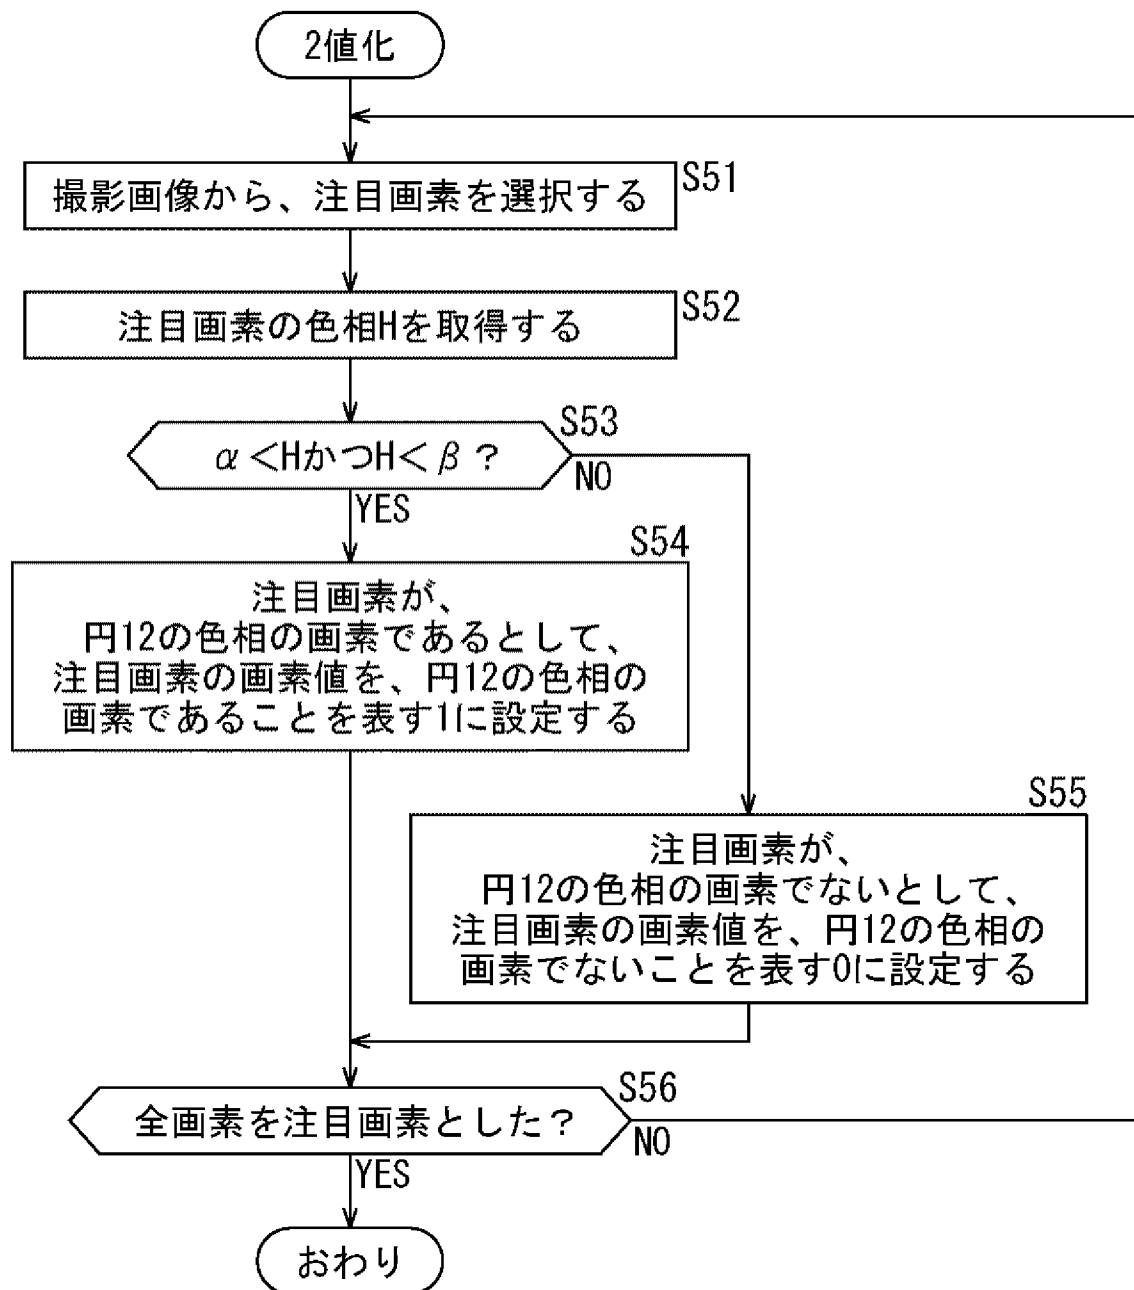 2値化
撮影画像から、注目画素を選択する
S51
注目画素の色相Hを取得する
S52
α<HかつH<β?
S53
NO
YES
S54
注目画素が、
円12の色相の画素であるとして、
注目画素の画素値を、円12の色相の
画素であることを表す1に設定する
S55
注目画素が、
円12の色相の画素でないとして、
注目画素の画素値を、円12の色相の
画素でないことを表す0に設定する
全画素を注目画素とした?
S56
NO
YES
おわり